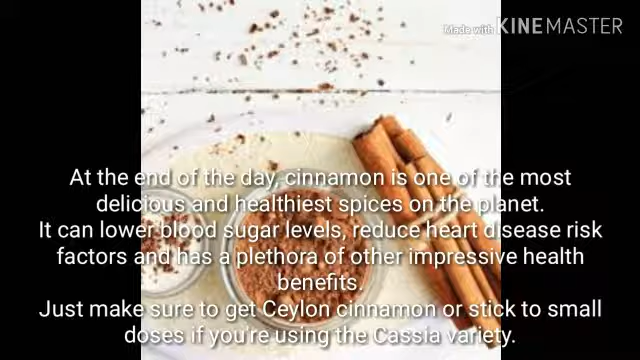 Made with KINEMASTER
At the end of the day, cinnamon is one of the most
delicious and healthiest spices on the planet.
It can lower blood sugar levels, reduce heart disease risk
factors and has a plethora of other impressive health
benefits.
Just make sure to get Ceylon cinnamon or stick to small
doses if you're using the Cassia variety.